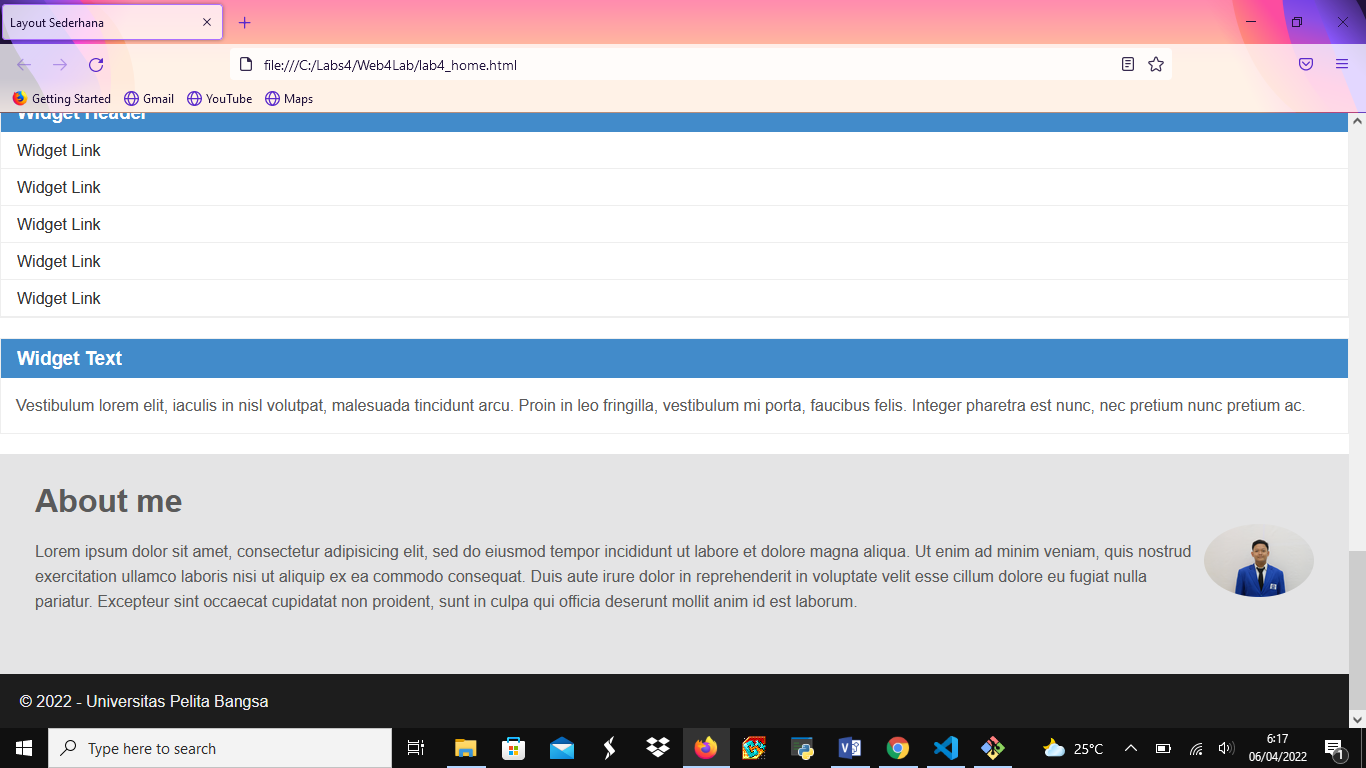 Layout Sederhana
file:///C:/Labs4/Web4Lab/lab4_home.html
Getting Started Gmail YouTube Maps
Widget Header
Widget Link
Widget Link
Widget Link
Widget Link
Widget Link
Widget Text
Vestibulum lorem elit, iaculis in nisl volutpat, malesuada tincidunt arcu. Proin in leo fringilla, vestibulum mi porta, faucibus felis. Integer pharetra est nunc, nec pretium nunc pretium ac.
About me
Lorem ipsum dolor sit amet, consectetur adipisicing elit, sed do eiusmod tempor incididunt ut labore et dolore magna aliqua. Ut enim ad minim veniam, quis nostrud
exercitation ullamco laboris nisi ut aliquip ex ea commodo consequat. Duis aute irure dolor in reprehenderit in voluptate velit esse cillum dolore eu fugiat nulla
pariatur. Excepteur sint occaecat cupidatat non proident, sunt in culpa qui officia deserunt mollit anim id est laborum.
© 2022 - Universitas Pelita Bangsa
Type here to search
25°C
6:17
06/04/2022
1